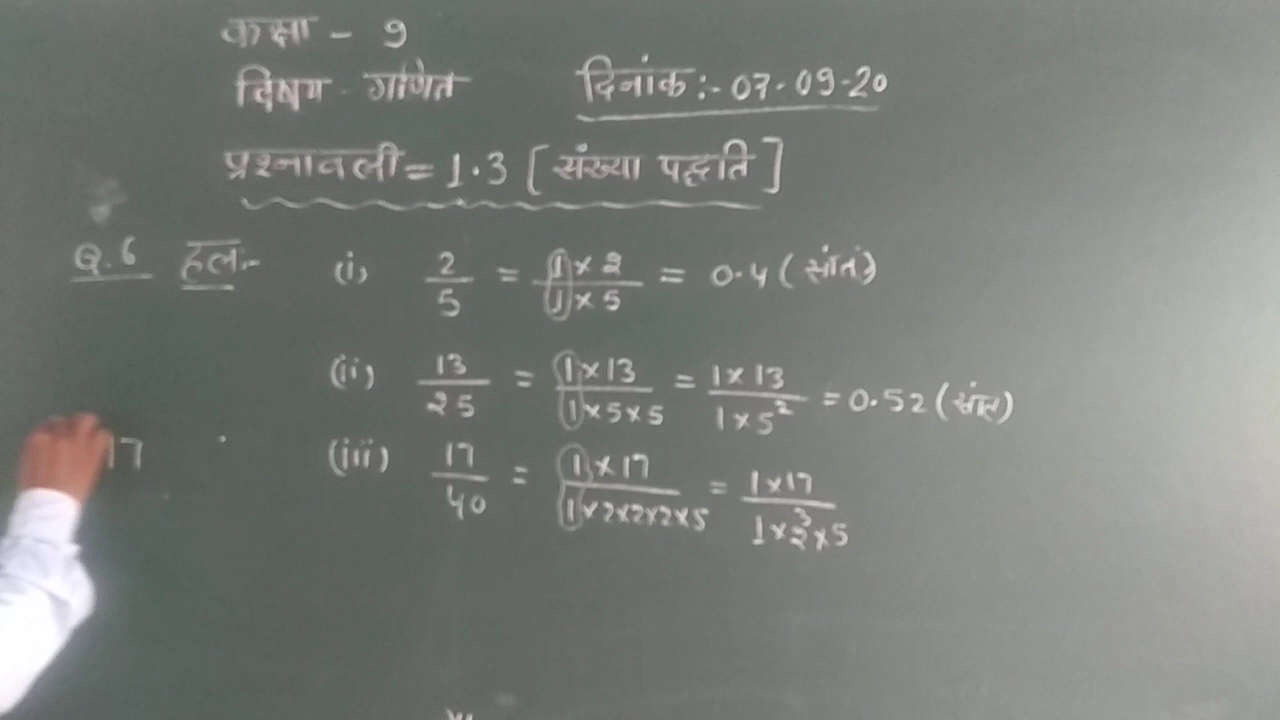 कक्षा - 9
विषय - गणित दिनांक :- 07-09-20
प्रश्नावली = 1.3 [संख्या पद्धति]
Q.6 हल:- (i) 2/5 = 1×2/1×5 = 0.4 (सांत)
(ii) 13/25 = 1×13/1×5×5 = 1×13/1×5² = 0.52 (सांत)
(iii) 17/40 = 1×17/1×2×2×2×5 = 1×17/1×2³×5
17